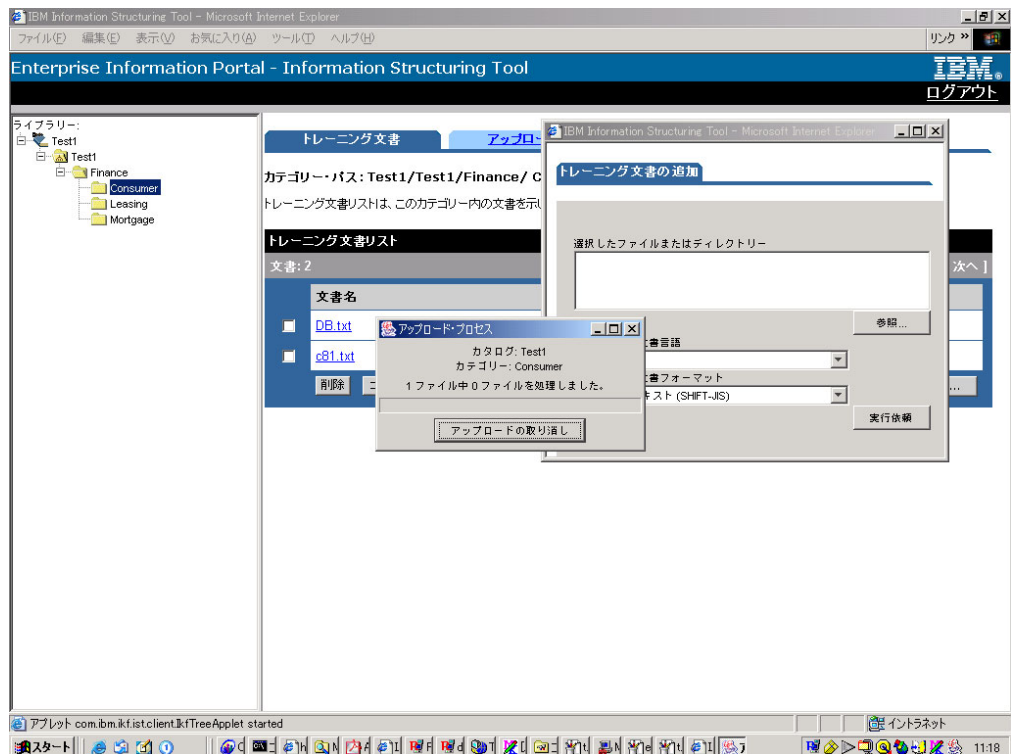 IBM Information Structuring Tool - Microsoft Internet Explorer
ファイル(F) 編集(E) 表示(V) お気に入り(A) ツール(T) ヘルプ(H)
リンク »
Enterprise Information Portal - Information Structuring Tool
IBM
ログアウト
ライブラリー:
Test1
Test1
Finance
Consumer
Leasing
Mortgage
トレーニング文書
アップロー
カテゴリー・パス: Test1/Test1/Finance/ C
トレーニング文書リストは、このカテゴリー内の文書を示し
トレーニング文書リスト
文書: 2
次へ ]
文書名
DB.txt
c81.txt
削除
...
IBM Information Structuring Tool - Microsoft Internet Explorer
トレーニング文書の追加
選択したファイルまたはディレクトリー
参照...
文書言語
文書フォーマット
キスト (SHIFT-JIS)
実行依頼
アップロード・プロセス
カタログ: Test1
カテゴリー: Consumer
1 ファイル中 0 ファイルを処理しました。
アップロードの取り消し
アプレット com.ibm.ikf.ist.client.IkfTreeApplet started
イントラネット
スタート
11:18